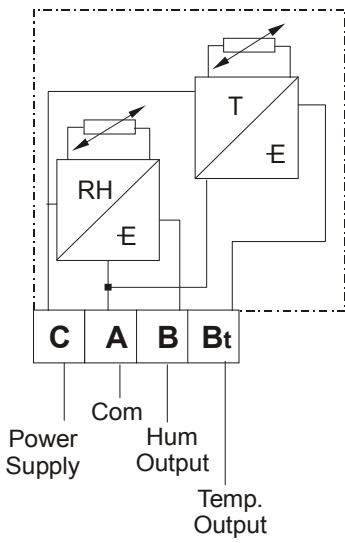 T
E
RH
E
C A B Bt
Com
Power
Supply
Hum
Output
Temp.
Output